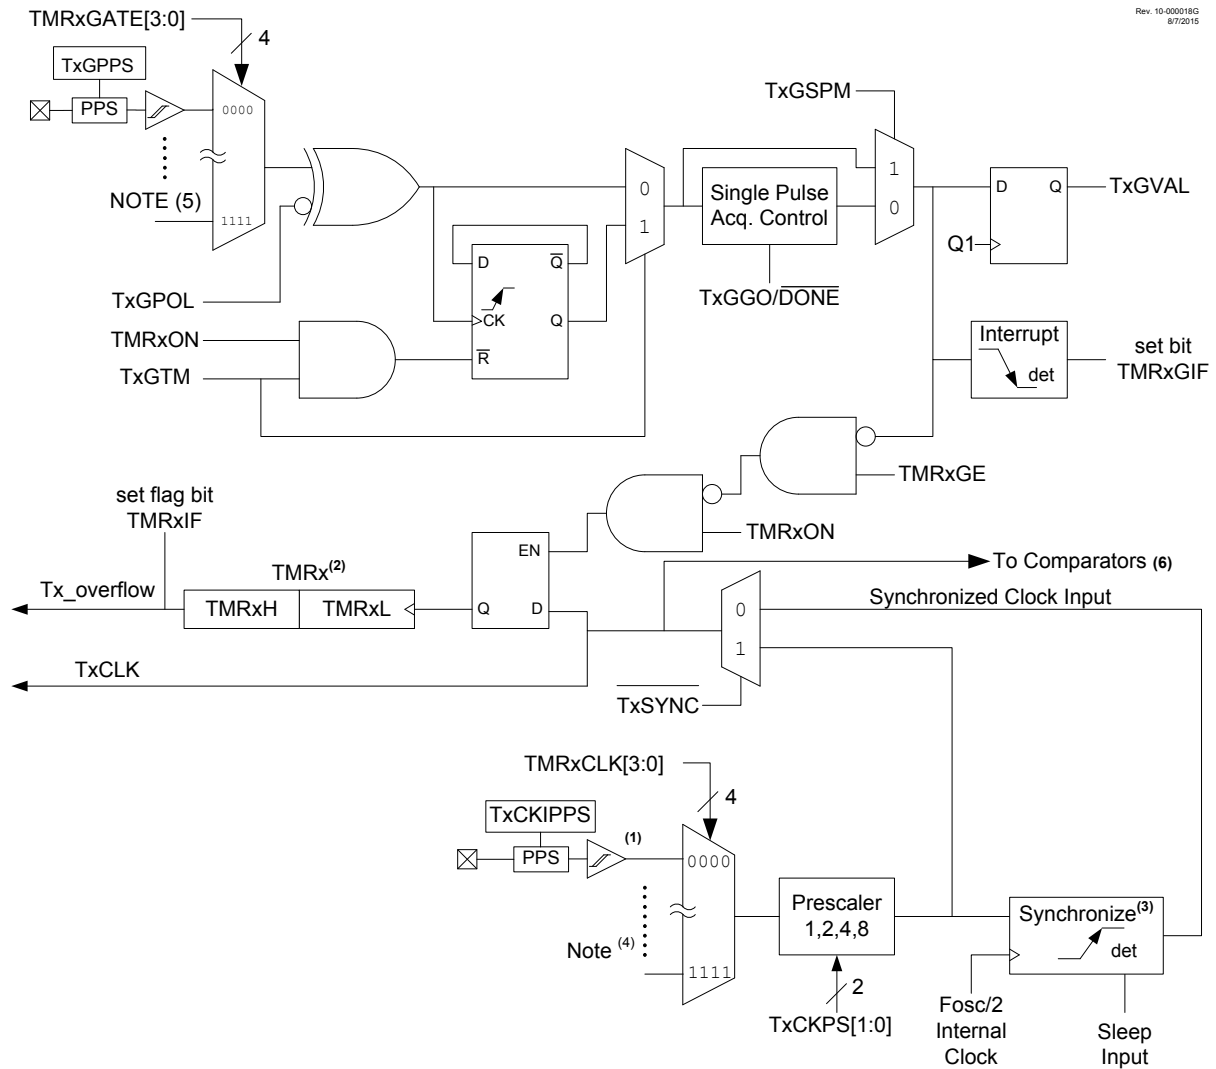 Rev. 10-000018G
8/7/2015
TMRxGATE[3:0]
4
TxGPPS
PPS
0000
NOTE (5)
1111
TxGPOL
TMRxON
TxGTM
D
Q
CK
Q
R
0
1
Single Pulse
Acq. Control
TxGGO/DONE
TxGSPM
1
0
D
Q
Q1
TxGVAL
Interrupt
det
set bit
TMRxGIF
TMRxGE
TMRxON
set flag bit
TMRxIF
Tx_overflow
TMRx(2)
TMRxH
TMRxL
EN
Q
D
TxCLK
To Comparators (6)
Synchronized Clock Input
0
1
TxSYNC
TMRxCLK[3:0]
4
TxCKIPPS
PPS
(1)
0000
Note (4)
1111
Prescaler
1,2,4,8
2
TxCKPS[1:0]
Synchronize(3)
det
Fosc/2
Internal
Clock
Sleep
Input